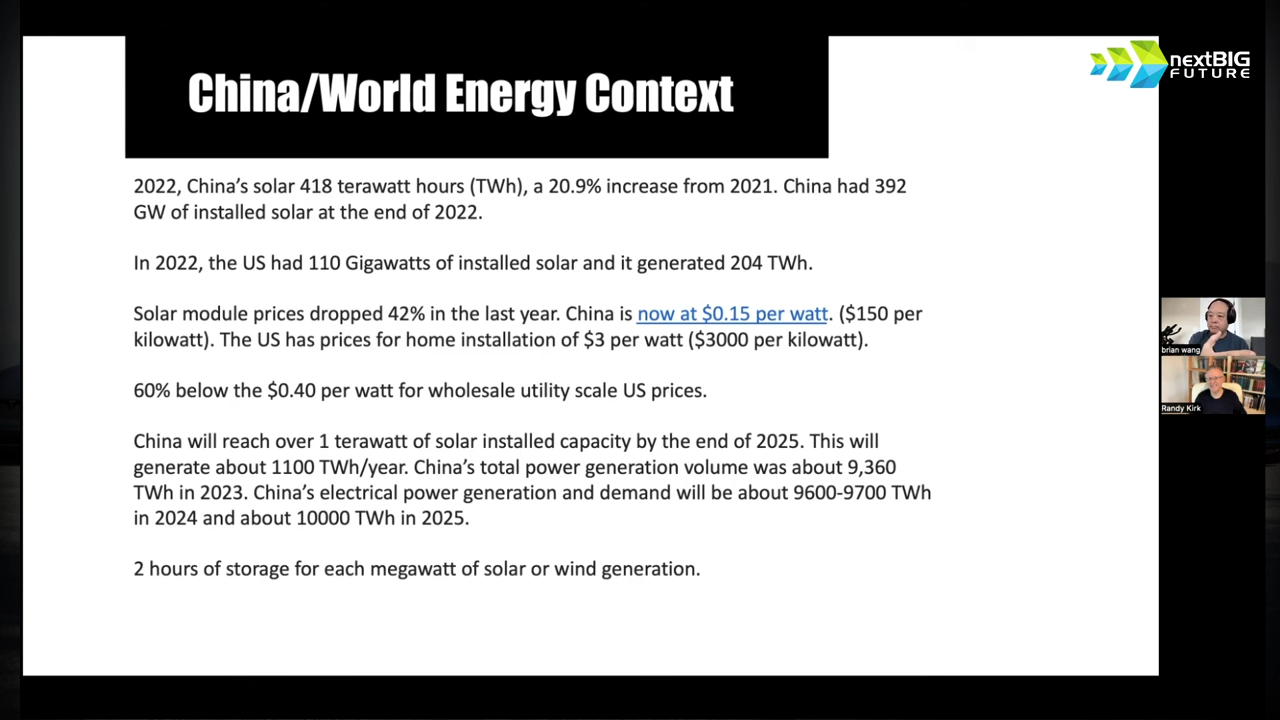 China/World Energy Context
nextBIG
FUTURE
2022, China's solar 418 terawatt hours (TWh), a 20.9% increase from 2021. China had 392
GW of installed solar at the end of 2022.
In 2022, the US had 110 Gigawatts of installed solar and it generated 204 TWh.
Solar module prices dropped 42% in the last year. China is now at $0.15 per watt. ($150 per
kilowatt). The US has prices for home installation of $3 per watt ($3000 per kilowatt).
60% below the $0.40 per watt for wholesale utility scale US prices.
China will reach over 1 terawatt of solar installed capacity by the end of 2025. This will
generate about 1100 TWh/year. China's total power generation volume was about 9,360
TWh in 2023. China's electrical power generation and demand will be about 9600-9700 TWh
in 2024 and about 10000 TWh in 2025.
2 hours of storage for each megawatt of solar or wind generation.
brian wang
Randy Kirk